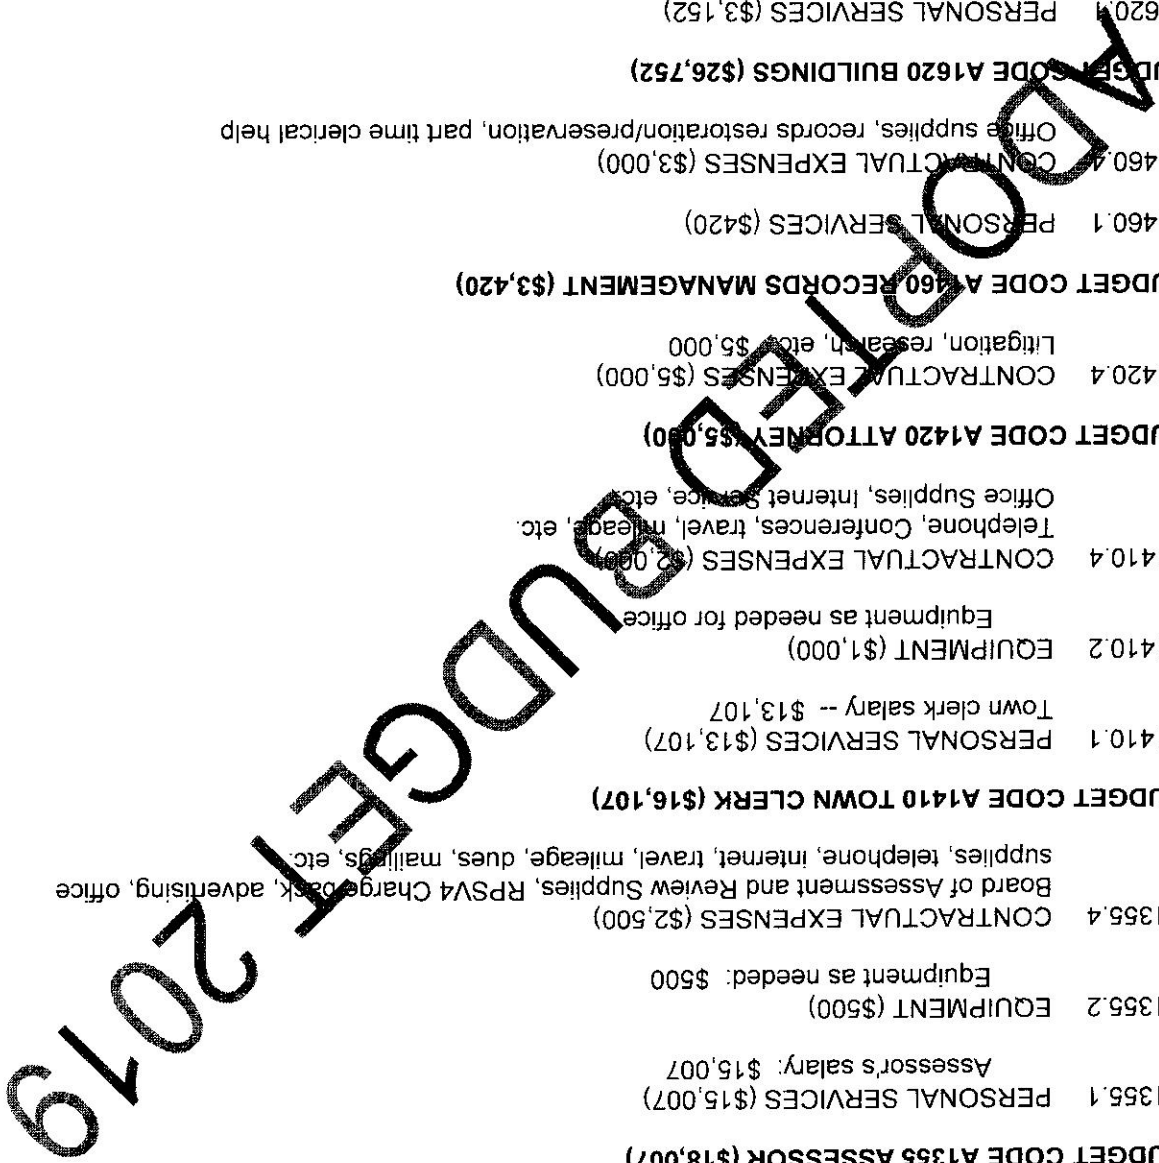 UDGET CODE A1355 ASSESSOR ($18,007)
1355.1 PERSONAL SERVICES ($15,007)
Assessor's salary: $15,007
1355.2 EQUIPMENT ($500)
Equipment as needed: $500
1355.4 CONTRACTUAL EXPENSES ($2,500)
Board of Assessment and Review Supplies, RPSV4 Charge back, advertising, office
supplies, telephone, internet, travel, mileage, dues, mailings, etc.
UDGET CODE A1410 TOWN CLERK ($16,107)
410.1 PERSONAL SERVICES ($13,107)
Town clerk salary -- $13,107
410.2 EQUIPMENT ($1,000)
Equipment as needed for office
410.4 CONTRACTUAL EXPENSES ($2,000)
Telephone, Conferences, travel, mileage, etc.
Office Supplies, Internet Service, etc.
UDGET CODE A1420 ATTORNEY ($5,000)
420.4 CONTRACTUAL EXPENSES ($5,000)
Litigation, research, etc. $5,000
UDGET CODE A1460 RECORDS MANAGEMENT ($3,420)
460.1 PERSONAL SERVICES ($420)
460.4 CONTRACTUAL EXPENSES ($3,000)
Office supplies, records restoration/preservation, part time clerical help
UDGET CODE A1620 BUILDINGS ($26,752)
620.1 PERSONAL SERVICES ($3,152)
ADOPTED BUDGET 2019